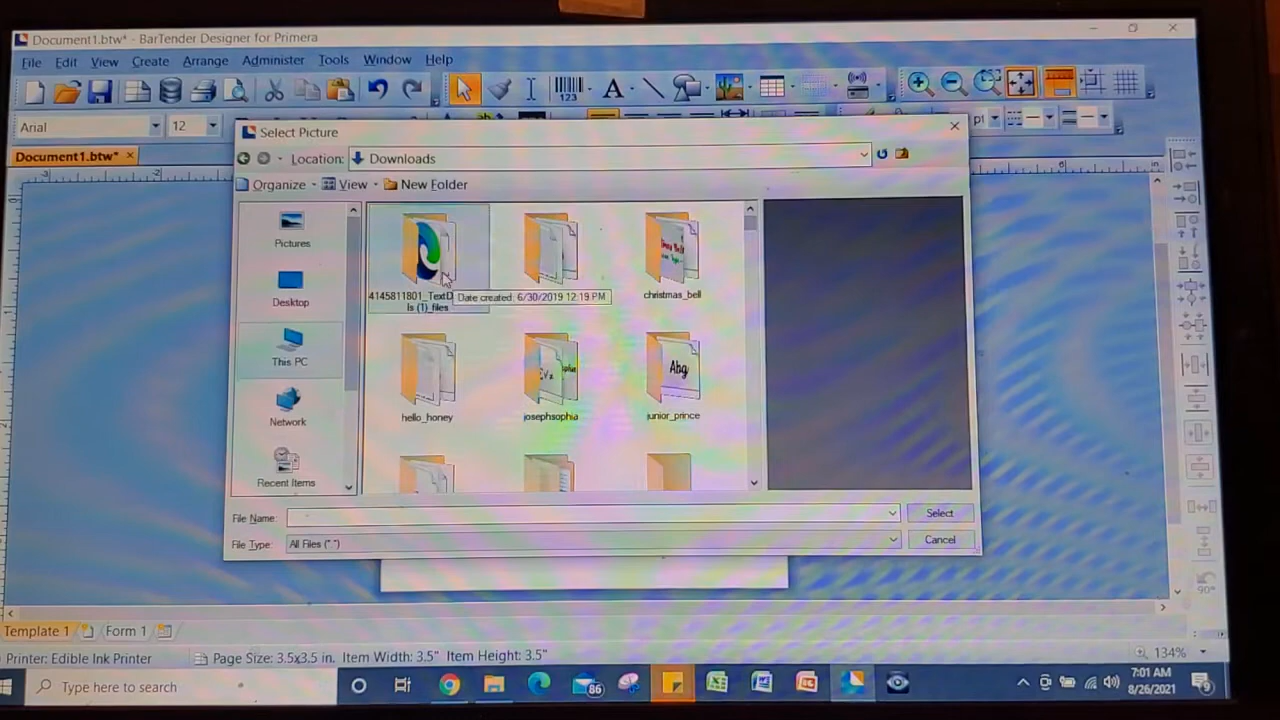 Document1.btw* - BarTender Designer for Primera
File Edit View Create Arrange Administer Tools Window Help
123 A
Arial 12
Select Picture
Document1.btw* ×
Location: Downloads
Organize View New Folder
Pictures
Desktop
This PC
Network
Recent Items
4145811801_TextD
ls (1)_files
Date created: 6/30/2019 12:19 PM
christmas_bell
Abg
hello_honey josephsophia junior_prince
File Name:
Select
File Type: All Files (*.*)
Cancel
90°
Template 1 Form 1
Printer: Edible Ink Printer Page Size: 3.5x3.5 in. Item Width: 3.5" Item Height: 3.5"
134%
Type here to search
86
7:01 AM
8/26/2021
9